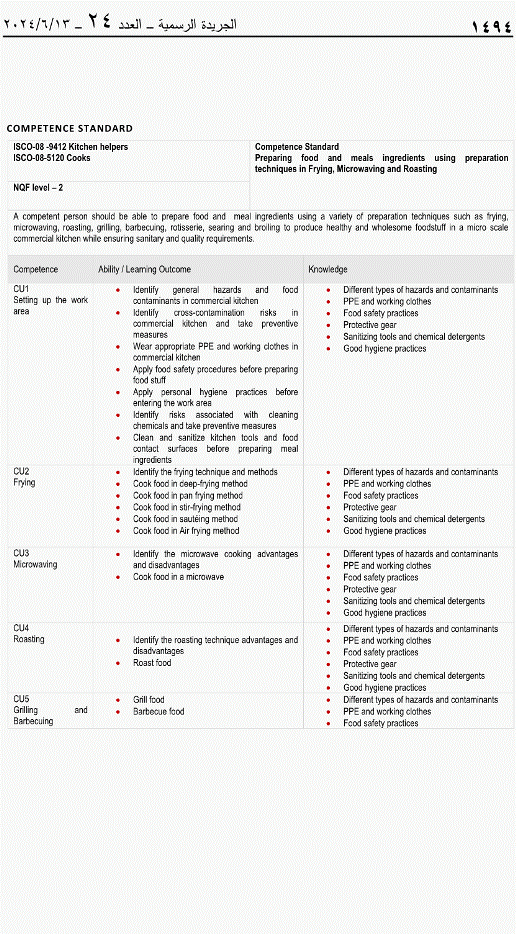 ١٤٩٤
الجريدة الرسمية ــ العدد ٢٤ ــ ٢٠٢٤/٦/١٣
COMPETENCE STANDARD
ISCO-08 -9412 Kitchen helpers
ISCO-08-5120 Cooks
Competence Standard
Preparing food and meals ingredients using preparation
techniques in Frying, Microwaving and Roasting
NQF level – 2
A competent person should be able to prepare food and meal ingredients using a variety of preparation techniques such as frying,
microwaving, roasting, grilling, barbecuing, rotisserie, searing and broiling to produce healthy and wholesome foodstuff in a micro scale
commercial kitchen while ensuring sanitary and quality requirements.
Competence Ability / Learning Outcome Knowledge
CU1
Setting up the work
area
• Identify general hazards and food
contaminants in commercial kitchen
• Identify cross-contamination risks in
commercial kitchen and take preventive
measures
• Wear appropriate PPE and working clothes in
commercial kitchen
• Apply food safety procedures before preparing
food stuff
• Apply personal hygiene practices before
entering the work area
• Identify risks associated with cleaning
chemicals and take preventive measures
• Clean and sanitize kitchen tools and food
contact surfaces before preparing meal
ingredients
• Different types of hazards and contaminants
• PPE and working clothes
• Food safety practices
• Protective gear
• Sanitizing tools and chemical detergents
• Good hygiene practices
CU2
Frying
• Identify the frying technique and methods
• Cook food in deep-frying method
• Cook food in pan frying method
• Cook food in stir-frying method
• Cook food in sautéing method
• Cook food in Air frying method
• Different types of hazards and contaminants
• PPE and working clothes
• Food safety practices
• Protective gear
• Sanitizing tools and chemical detergents
• Good hygiene practices
CU3
Microwaving
• Identify the microwave cooking advantages
and disadvantages
• Cook food in a microwave
• Different types of hazards and contaminants
• PPE and working clothes
• Food safety practices
• Protective gear
• Sanitizing tools and chemical detergents
• Good hygiene practices
CU4
Roasting
• Identify the roasting technique advantages and
disadvantages
• Roast food
• Different types of hazards and contaminants
• PPE and working clothes
• Food safety practices
• Protective gear
• Sanitizing tools and chemical detergents
• Good hygiene practices
CU5
Grilling and
Barbecuing
• Grill food
• Barbecue food
• Different types of hazards and contaminants
• PPE and working clothes
• Food safety practices